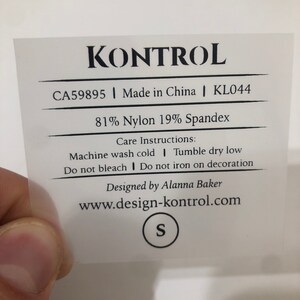 KONTROL
CA59895 | Made in China | KL044
81% Nylon 19% Spandex
Care Instructions:
Machine wash cold | Tumble dry low
Do not bleach | Do not iron on decoration
Designed by Alanna Baker
www.design-kontrol.com
S